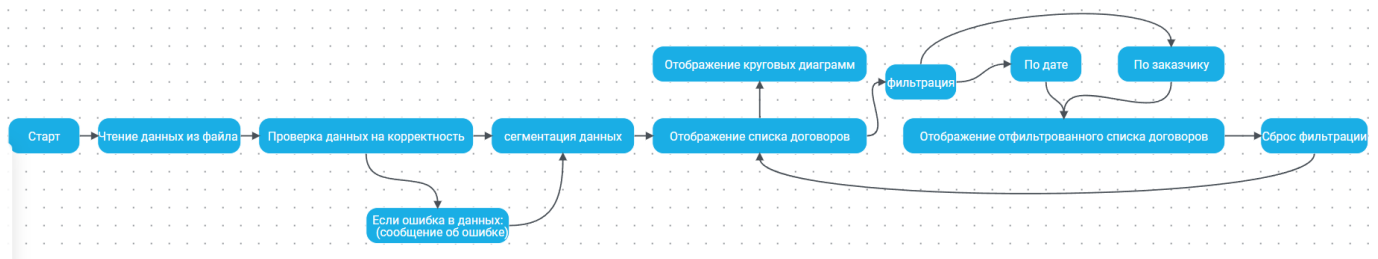 Отображение круговых диаграмм
фильтрация
По дате
По заказчику
Старт
Чтение данных из файла
Проверка данных на корректность
сегментация данных
Отображение списка договоров
Отображение отфильтрованного списка договоров
Сброс фильтрации
Если ошибка в данных:
(сообщение об ошибке)